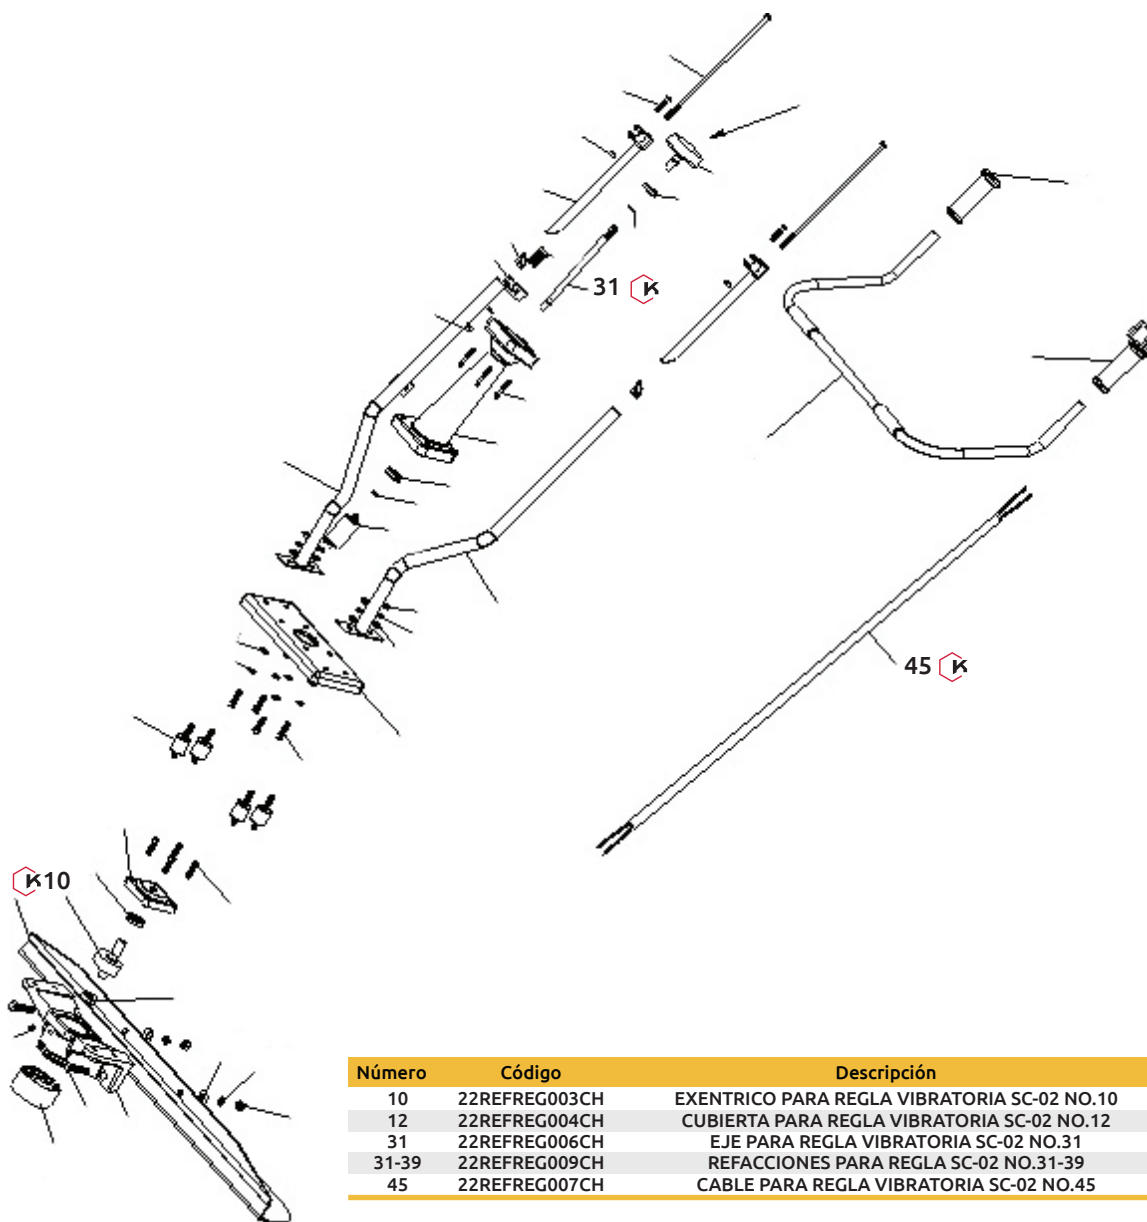 31 K
45 K
K 10
Número Código Descripción
10 22REFREG003CH EXENTRICO PARA REGLA VIBRATORIA SC-02 NO.10
12 22REFREG004CH CUBIERTA PARA REGLA VIBRATORIA SC-02 NO.12
31 22REFREG006CH EJE PARA REGLA VIBRATORIA SC-02 NO.31
31-39 22REFREG009CH REFACCIONES PARA REGLA SC-02 NO.31-39
45 22REFREG007CH CABLE PARA REGLA VIBRATORIA SC-02 NO.45